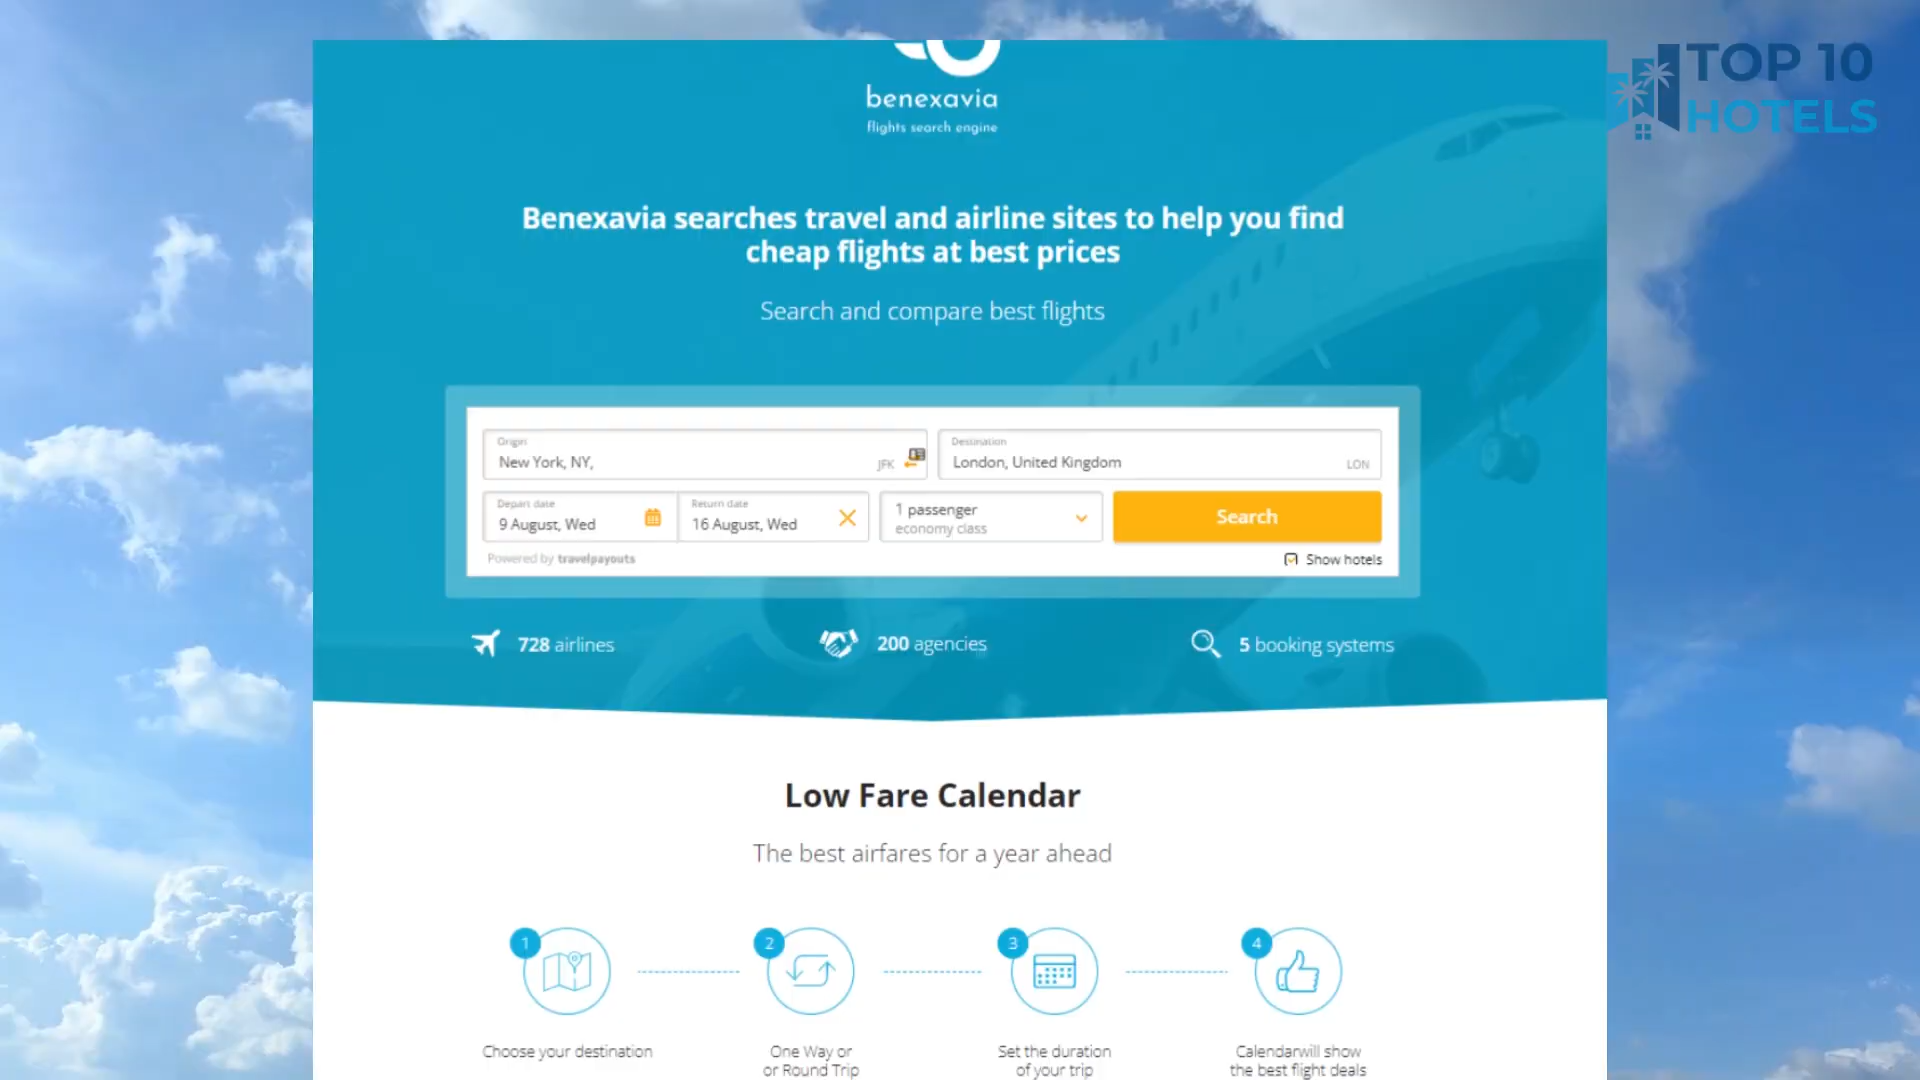 TOP 10
HOTELS
benexavia
flights search engine
Benexavia searches travel and airline sites to help you find
cheap flights at best prices
Search and compare best flights
Origin
New York, NY,
JFK
Destination
London, United Kingdom
LON
Depart date
9 August, Wed
Return date
16 August, Wed
1 passenger
economy class
Search
Powered by travelpayouts
Show hotels
728 airlines
200 agencies
5 booking systems
Low Fare Calendar
The best airfares for a year ahead
1
2
3
4
Choose your destination
One Way or
or Round Trip
Set the duration
of your trip
Calendarwill show
the best flight deals